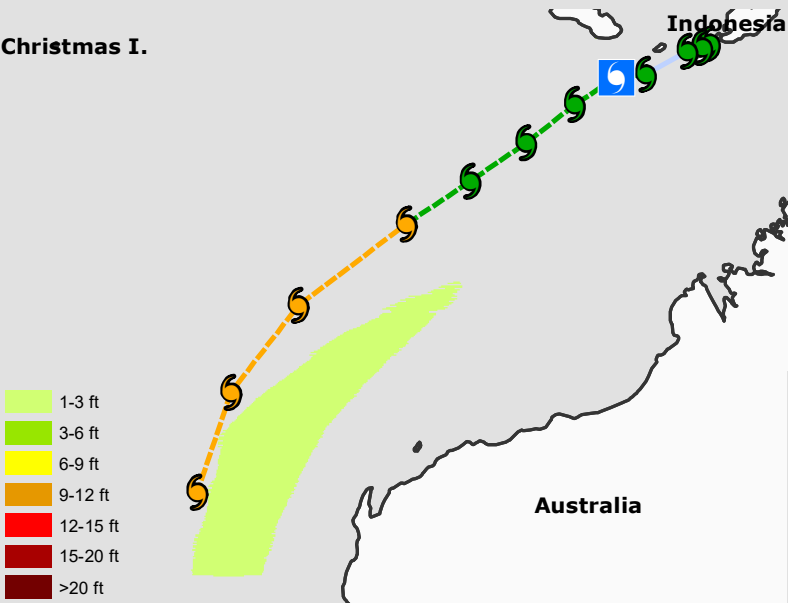 Indonesia
Christmas I.
1-3 ft
3-6 ft
6-9 ft
9-12 ft
12-15 ft
15-20 ft
>20 ft
Australia